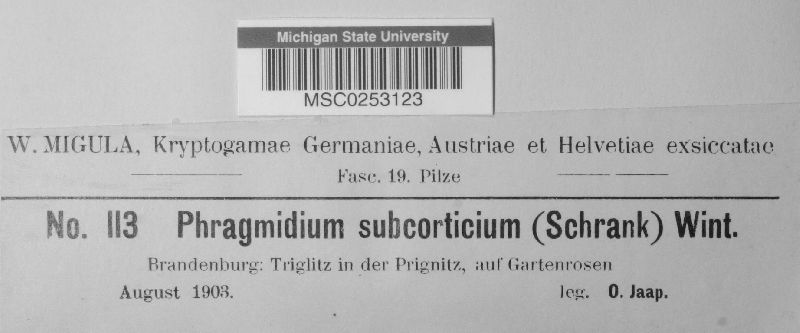 Michigan State University
MSC0253123
W. MIGULA, Kryptogamae Germaniae, Austriae et Helvetiae exsiccatae
Fasc. 19. Pilze
No. 113 Phragmidium subcorticium (Schrank) Wint.
Brandenburg: Triglitz in der Prignitz, auf Gartenrosen
August 1903. leg. O. Jaap.